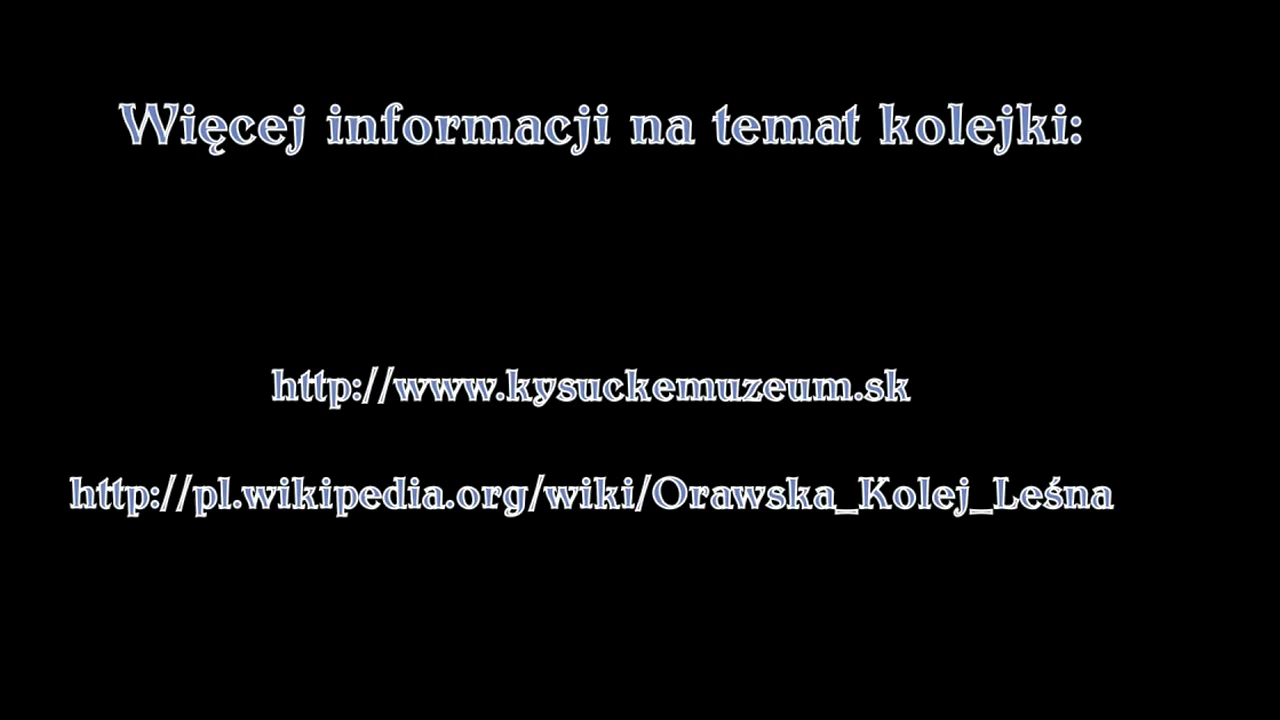 Więcej informacji na temat kolejki:
http://www.kysuckemuzeum.sk
http://pl.wikipedia.org/wiki/Orawska_Kolej_Leśna